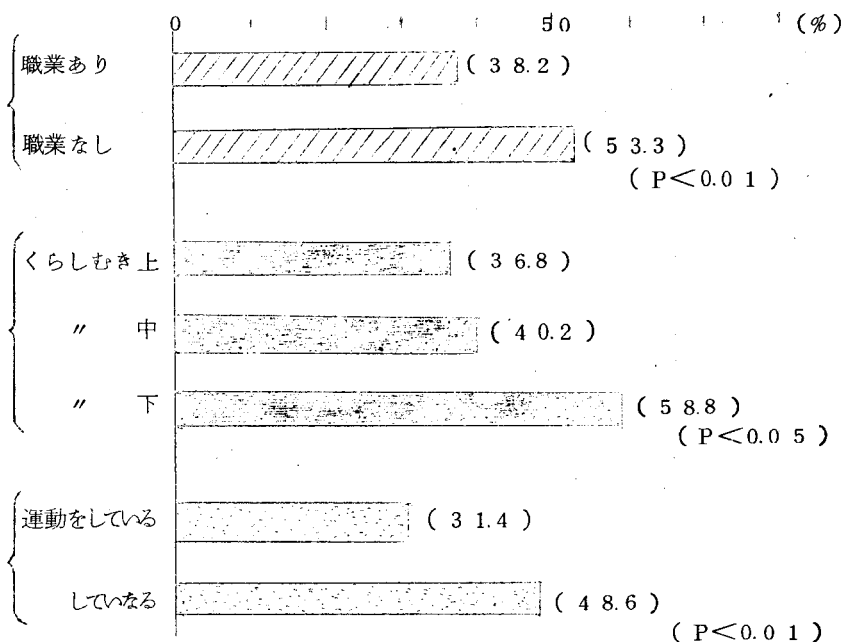 0 50 (%)
職業あり (38.2)
職業なし (53.3)
(P<0.01)
くらしむき上 (36.8)
〃 中 (40.2)
〃 下 (58.8)
(P<0.05)
運動をしている (31.4)
していなる (48.6)
(P<0.01)